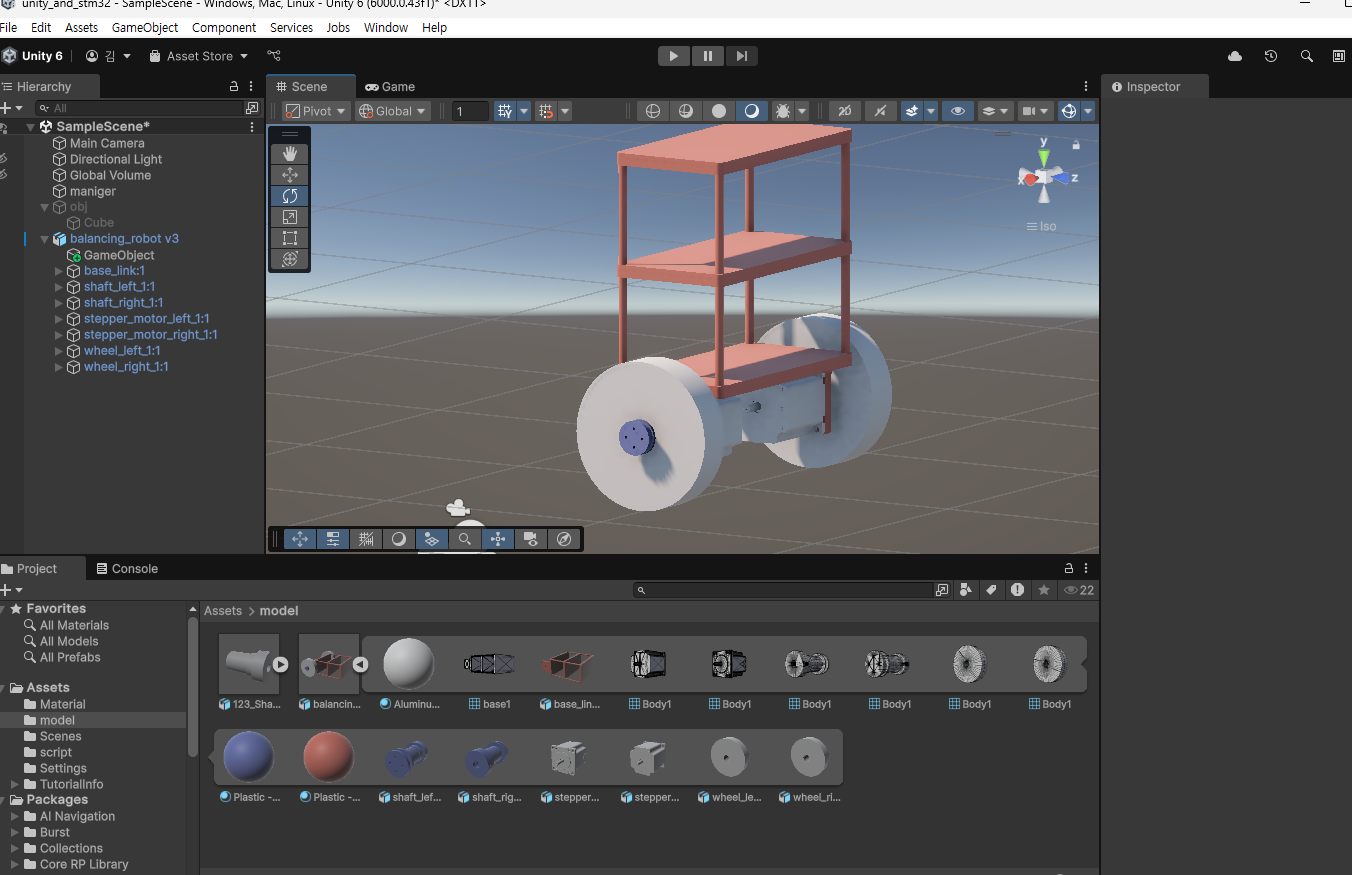 unity_and_stm32 - SampleScene - Windows, Mac, Linux - Unity 6 (6000.0.43f1)* <DX11>
File Edit Assets GameObject Component Services Jobs Window Help
Unity 6 김 Asset Store
Hierarchy
All
SampleScene*
Main Camera
Directional Light
Global Volume
maniger
obj
Cube
balancing_robot v3
GameObject
base_link:1
shaft_left_1:1
shaft_right_1:1
stepper_motor_left_1:1
stepper_motor_right_1:1
wheel_left_1:1
wheel_right_1:1
Scene Game
Pivot Global 1 2D
y
x z
Iso
Inspector
Project Console
22
Favorites
All Materials
All Models
All Prefabs
Assets
Material
model
Scenes
script
Settings
TutorialInfo
Packages
AI Navigation
Burst
Collections
Core RP Library
Assets > model
123_Sha... balancin... Aluminu... base1 base_lin... Body1 Body1 Body1 Body1 Body1 Body1
Plastic -... Plastic -... shaft_lef... shaft_rig... stepper... stepper... wheel_le... wheel_ri...